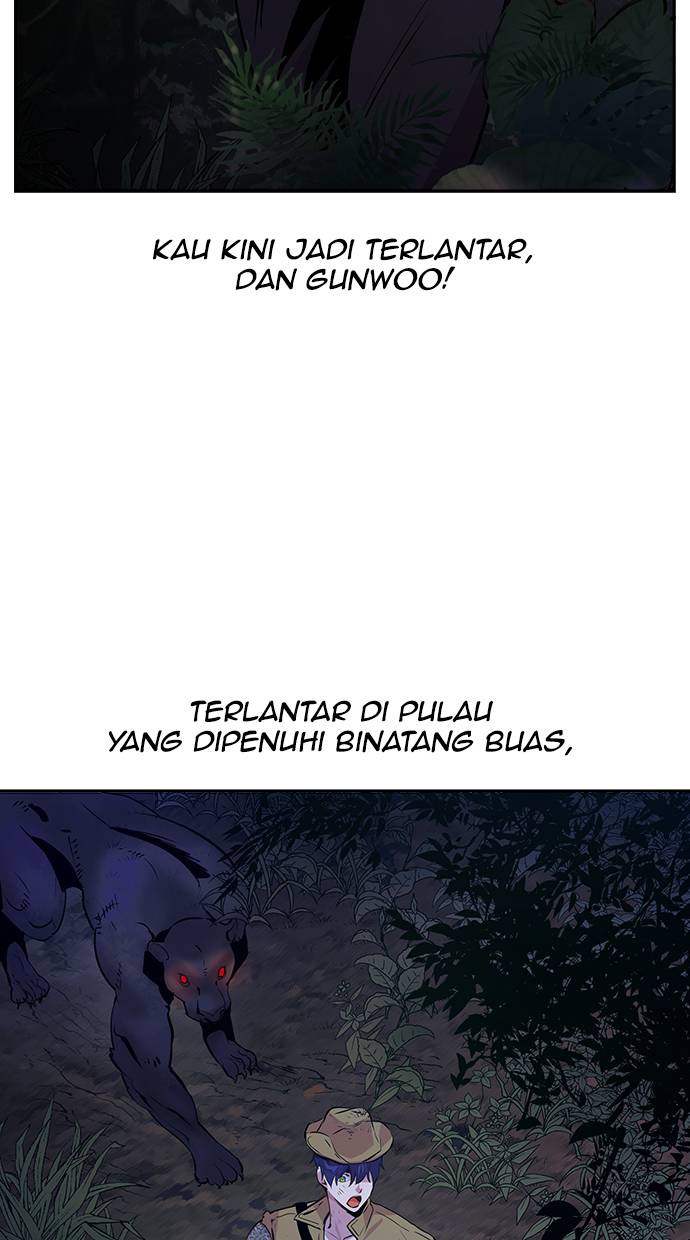 KAU KINI JADI TERLANTAR,
DAN GUNWOO!
TERLANTAR DI PULAU
YANG DIPENUHI BINATANG BUAS,